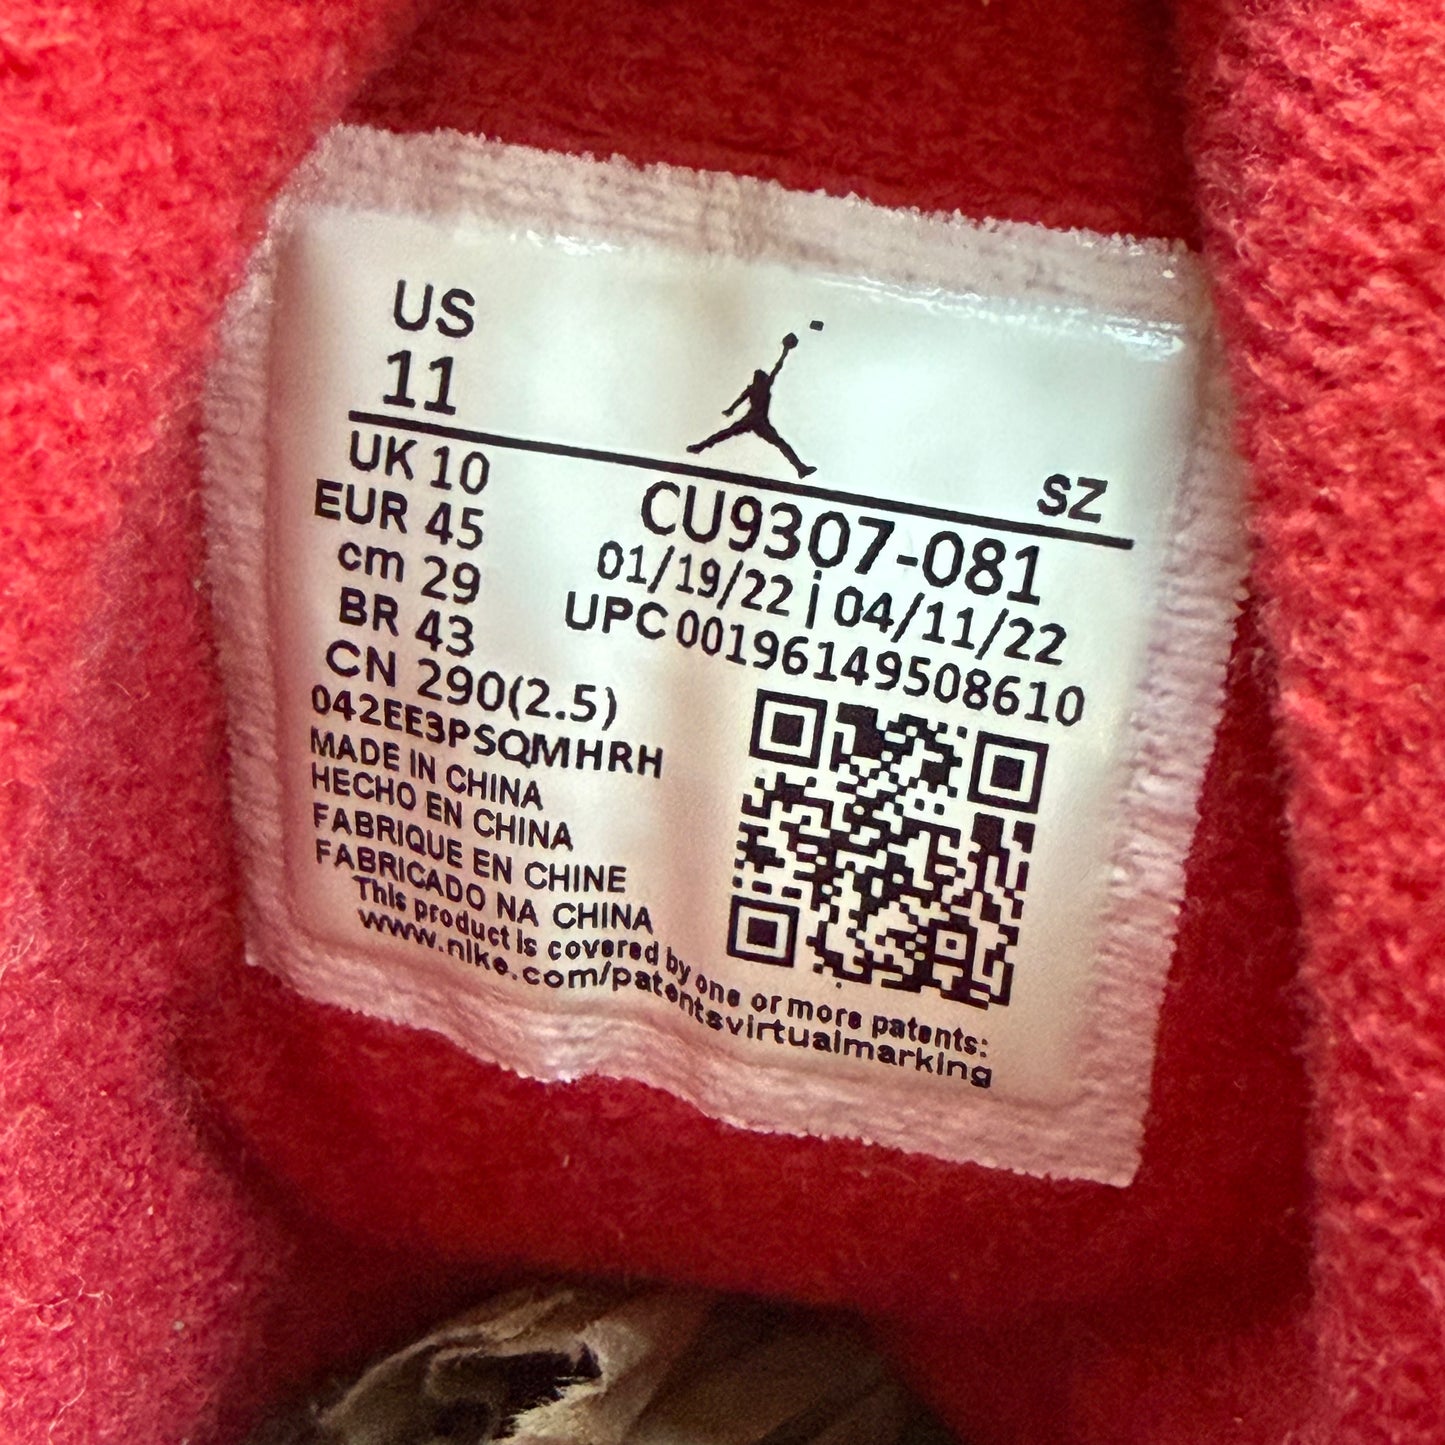 US
11
SZ
UK 10
EUR 45
cm 29
BR 43
CN 290(2.5)
CU9307-081
01/19/22 | 04/11/22
UPC 00196149508610
042EE3PSQMHRH
MADE IN CHINA
HECHO EN CHINA
FABRIQUE EN CHINE
FABRICADO NA CHINA
This product is covered by one or more patents:
www.nike.com/patentsvirtualmarking